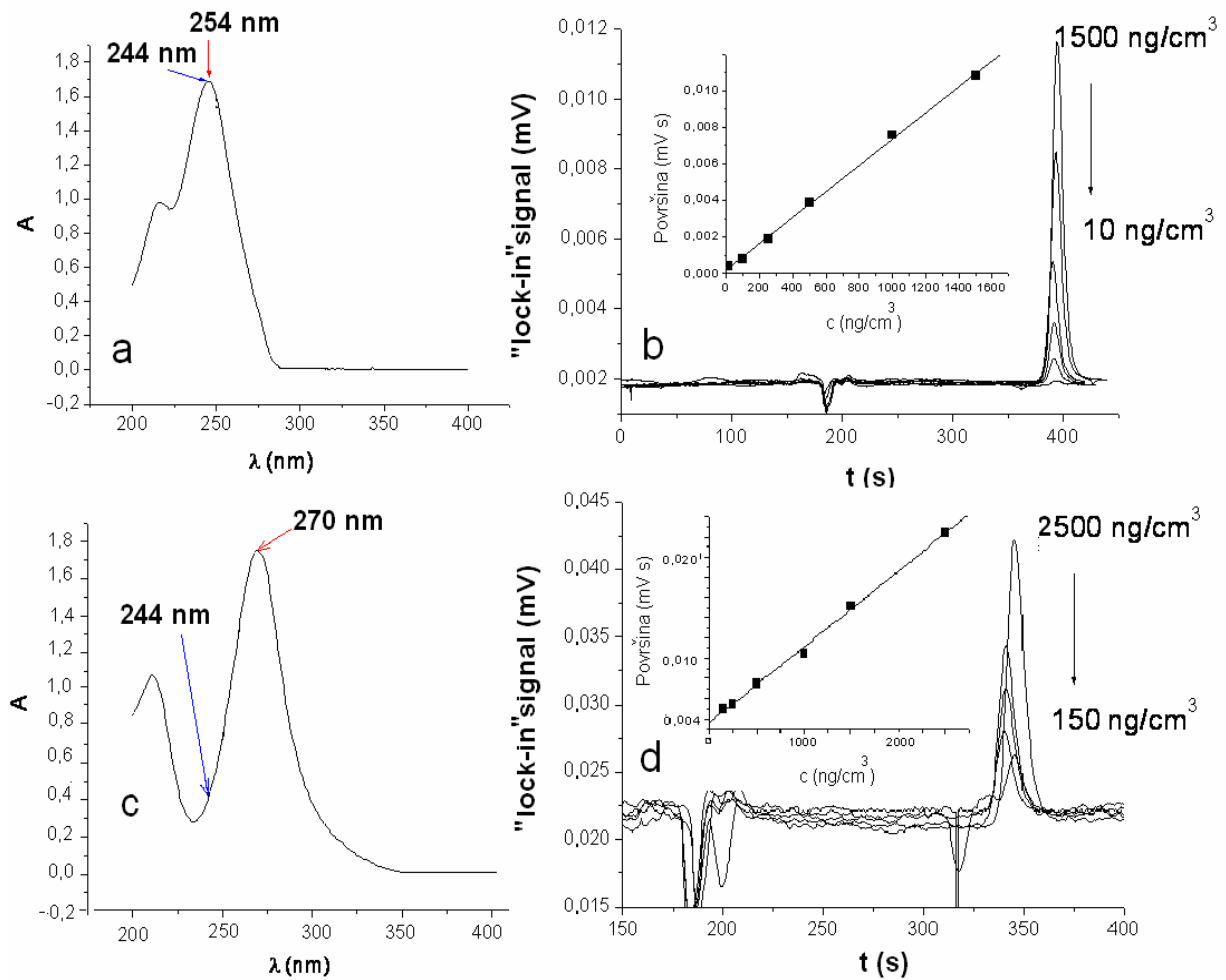 254 nm
244 nm
1,8
1,6
1,4
1,2
1,0
0,8
0,6
0,4
0,2
0,0
-0,2
A
a
200 250 300 350 400
λ (nm)
0,012
0,010
0,008
0,006
0,004
0,002
"lock-in" signal (mV)
1500 ng/cm³
10 ng/cm³
0,010
0,008
0,006
0,004
0,002
0,000
Površina (mV s)
0 200 400 600 800 1000 1200 1400 1600
c (ng/cm³)
b
0 100 200 300 400
t (s)
270 nm
244 nm
1,8
1,6
1,4
1,2
1,0
0,8
0,6
0,4
0,2
0,0
-0,2
A
c
200 250 300 350 400
λ (nm)
0,045
0,040
0,035
0,030
0,025
0,020
0,015
"lock-in" signal (mV)
2500 ng/cm³
150 ng/cm³
0,020
0,010
0,004
Površina (mV s)
0 1000 2000
c (ng/cm³)
d
150 200 250 300 350 400
t (s)